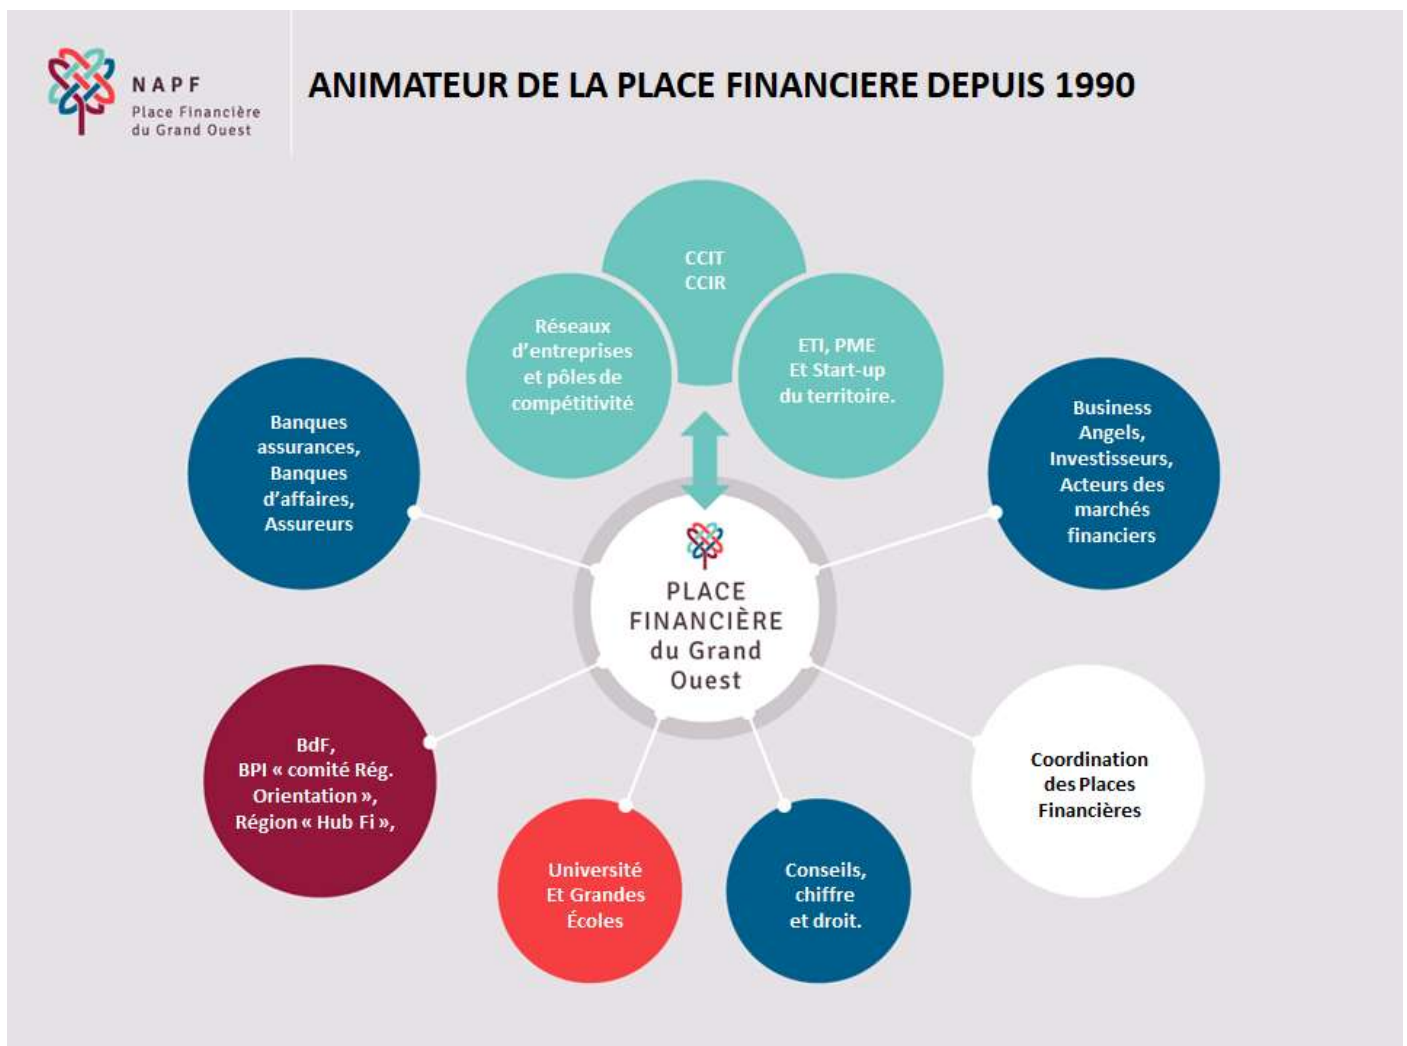 NAPF
Place Financière
du Grand Ouest
ANIMATEUR DE LA PLACE FINANCIERE DEPUIS 1990
CCIT
CCIR
Réseaux
d’entreprises
et pôles de
compétitivité
ETI, PME
Et Start-up
du territoire.
Banques
assurances,
Banques
d’affaires,
Assureurs
Business
Angels,
Investisseurs,
Acteurs des
marchés
financiers
PLACE
FINANCIÈRE
du Grand
Ouest
BdF,
BPI « comité Rég.
Orientation »,
Région « Hub Fi »,
Coordination
des Places
Financières
Université
Et Grandes
Écoles
Conseils,
chiffre
et droit.